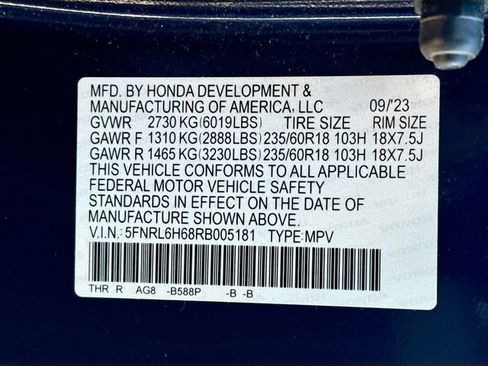 MFD. BY HONDA DEVELOPMENT &
MANUFACTURING OF AMERICA, LLC 09/'23
GVWR 2730 KG(6019LBS) TIRE SIZE RIM SIZE
GAWR F 1310 KG(2888LBS) 235/60R18 103H 18X7.5J
GAWR R 1465 KG(3230LBS) 235/60R18 103H 18X7.5J
THIS VEHICLE CONFORMS TO ALL APPLICABLE
FEDERAL MOTOR VEHICLE SAFETY
STANDARDS IN EFFECT ON THE DATE OF
MANUFACTURE SHOWN ABOVE.
V.I.N.: 5FNRL6H68RB005181 TYPE:MPV
THR R AG8 -B588P -B -B